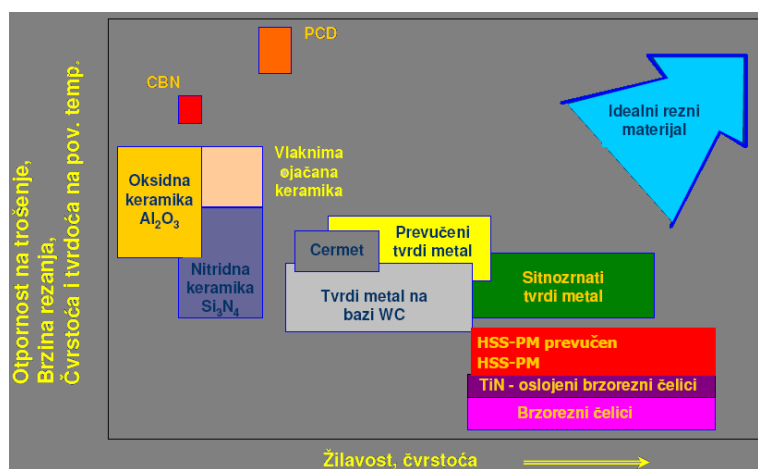 Otpornost na trošenje,
Brzina rezanja,
Čvrstoća i tvrdoća na pov. temp.
PCD
CBN
Idealni rezni
materijal
Vlaknima
ojačana
keramika
Oksidna
keramika
Al₂O₃
Nitridna
keramika
Si₃N₄
Prevučeni
tvrdi metal
Cermet
Tvrdi metal na
bazi WC
Sitnozrnati
tvrdi metal
HSS-PM prevučen
HSS-PM
TiN - oslojeni brzorezni čelici
Brzorezni čelici
Žilavost, čvrstoća